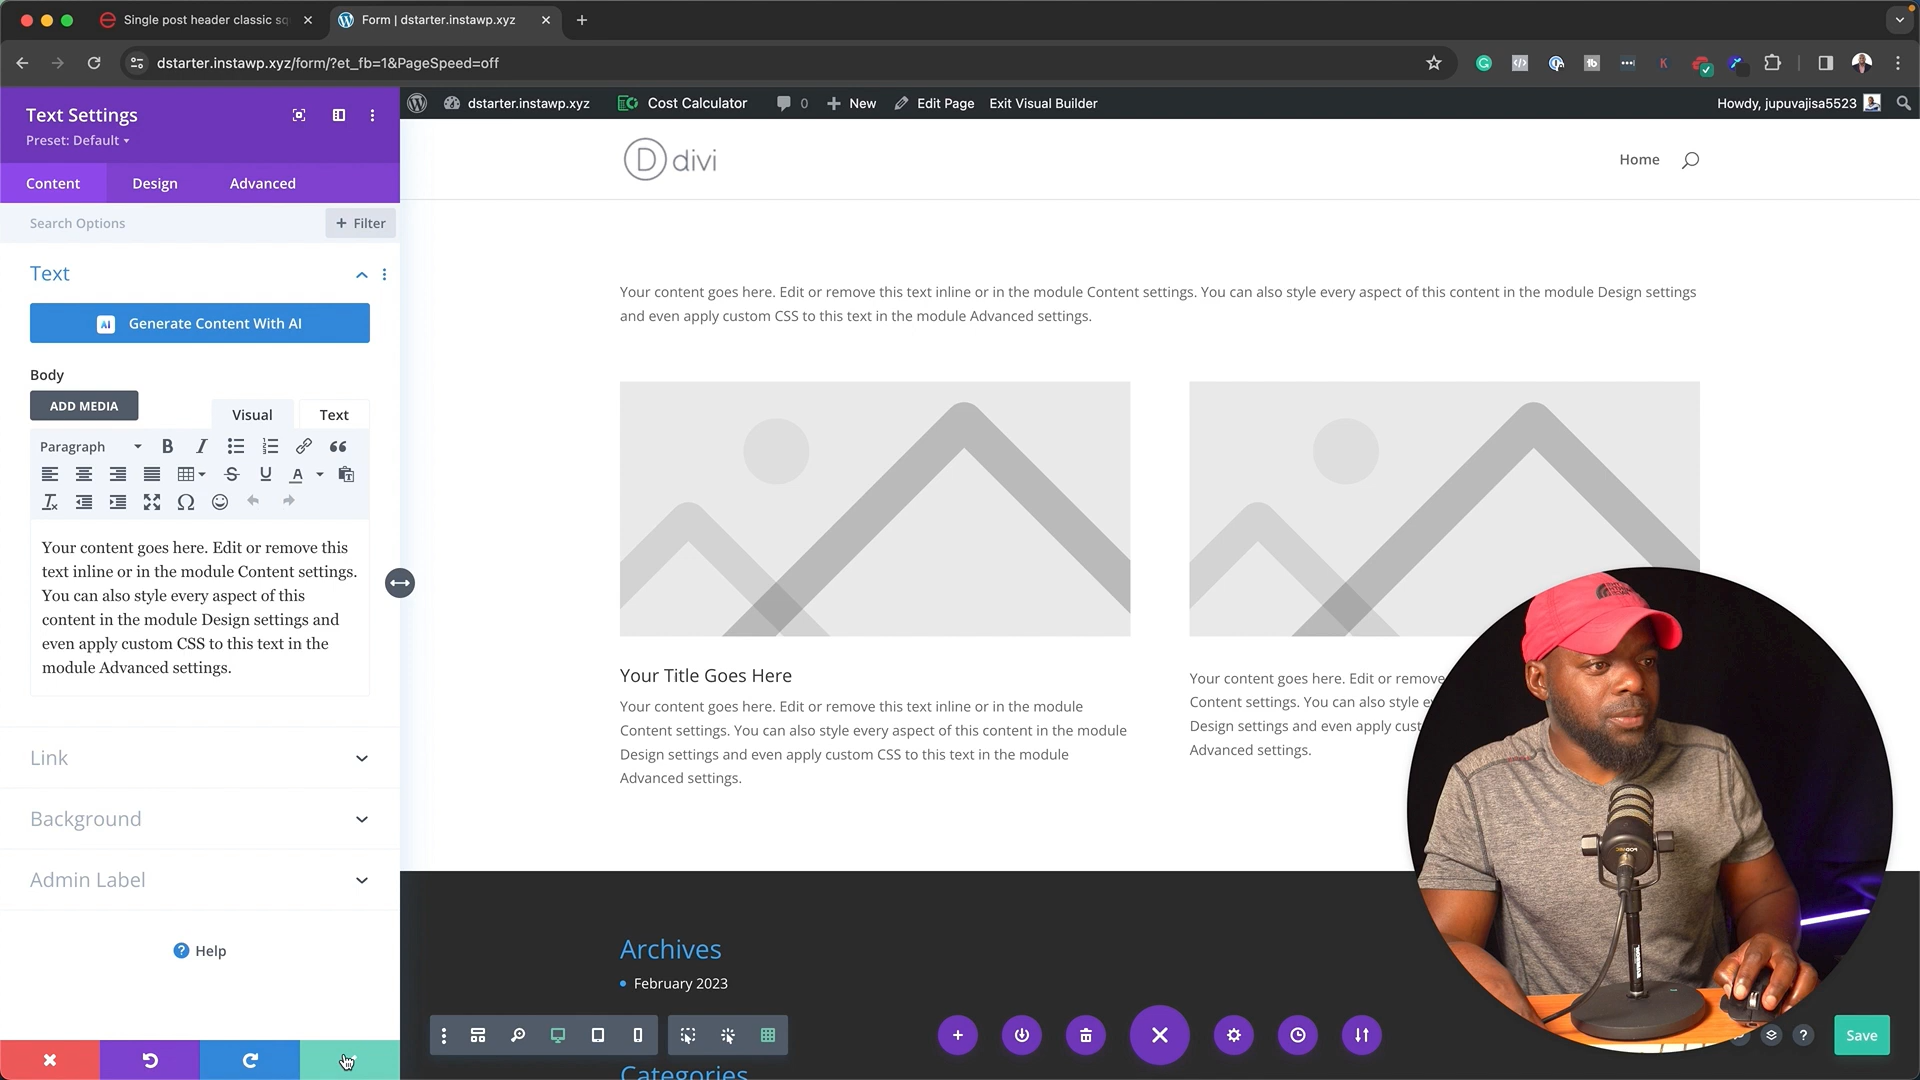 Single post header classic sq
Form | dstarter.instawp.xyz
dstarter.instawp.xyz/form/?et_fb=1&PageSpeed=off
Text Settings
Preset: Default
Content
Design
Advanced
Search Options
+ Filter
Text
AI Generate Content With AI
Body
ADD MEDIA
Visual
Text
Paragraph
Your content goes here. Edit or remove this
text inline or in the module Content settings.
You can also style every aspect of this
content in the module Design settings and
even apply custom CSS to this text in the
module Advanced settings.
Link
Background
Admin Label
Help
dstarter.instawp.xyz
Cost Calculator
0
New
Edit Page
Exit Visual Builder
Howdy, jupuvajisa5523
D divi
Home
Your content goes here. Edit or remove this text inline or in the module Content settings. You can also style every aspect of this content in the module Design settings
and even apply custom CSS to this text in the module Advanced settings.
Your Title Goes Here
Your content goes here. Edit or remove this text inline or in the module
Content settings. You can also style every aspect of this content in the module
Design settings and even apply custom CSS to this text in the module
Advanced settings.
Your content goes here. Edit or remove
Content settings. You can also style e
Design settings and even apply cust
Advanced settings.
Archives
February 2023
Categories
Save